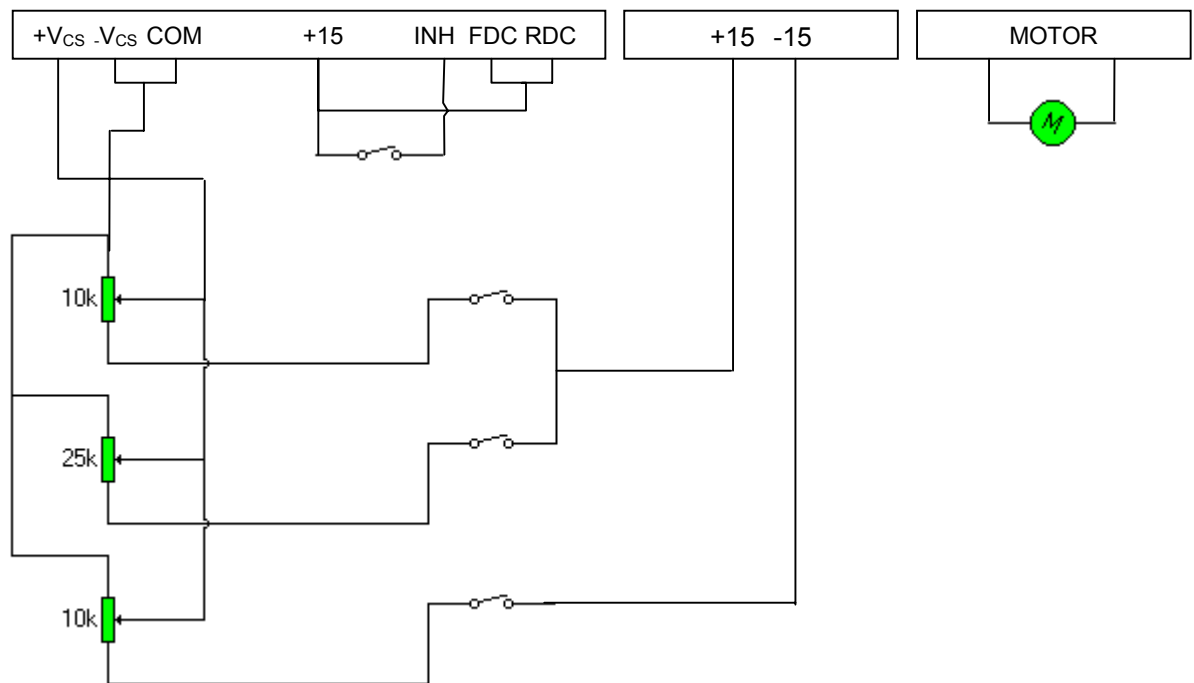 +VCS -VCS COM +15 INH FDC RDC
+15 -15
MOTOR
M
10k
25k
10k